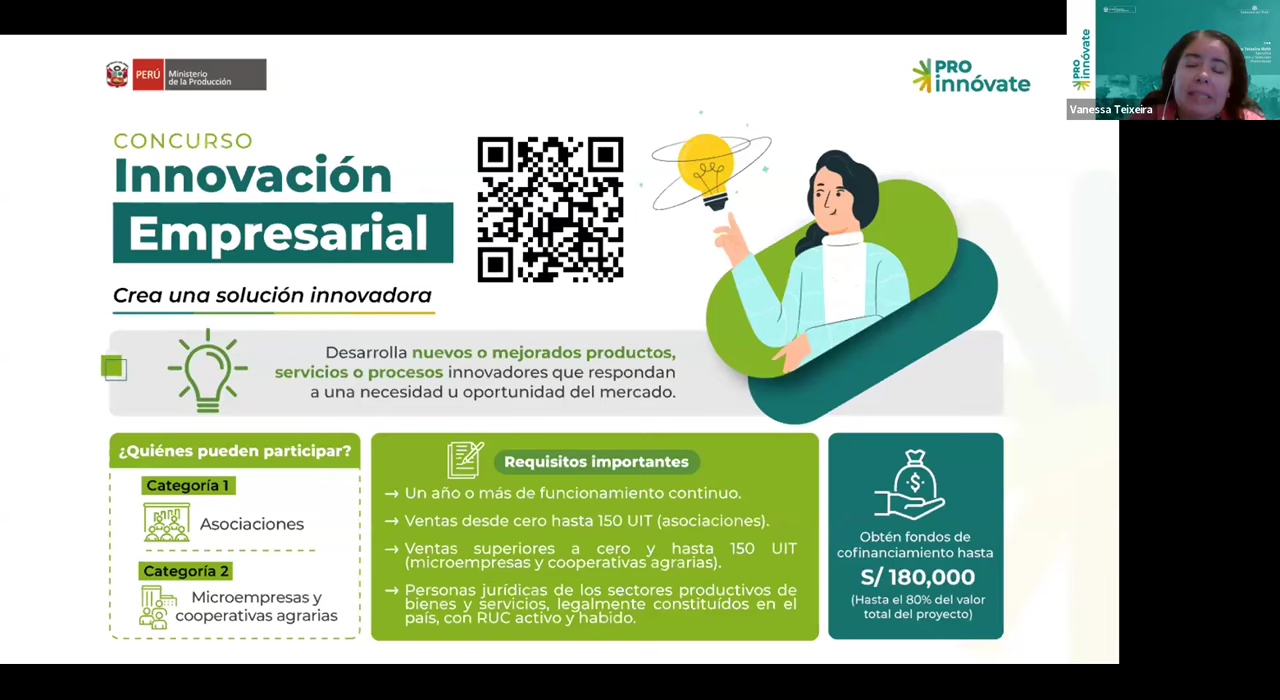 PERÚ
Ministerio
de la Producción
PRO
innóvate
CONCURSO
Innovación
Empresarial
Crea una solución innovadora
Desarrolla nuevos o mejorados productos,
servicios o procesos innovadores que respondan
a una necesidad u oportunidad del mercado.
¿Quiénes pueden participar?
Categoría 1
Asociaciones
Categoría 2
Microempresas y
cooperativas agrarias
Requisitos importantes
→ Un año o más de funcionamiento continuo.
→ Ventas desde cero hasta 150 UIT (asociaciones).
→ Ventas superiores a cero y hasta 150 UIT
(microempresas y cooperativas agrarias).
→ Personas jurídicas de los sectores productivos de
bienes y servicios, legalmente constituídos en el
país, con RUC activo y habido.
$
Obtén fondos de
cofinanciamiento hasta
S/ 180,000
(Hasta el 80% del valor
total del proyecto)
PRO
innóvate
Vanessa Teixeira